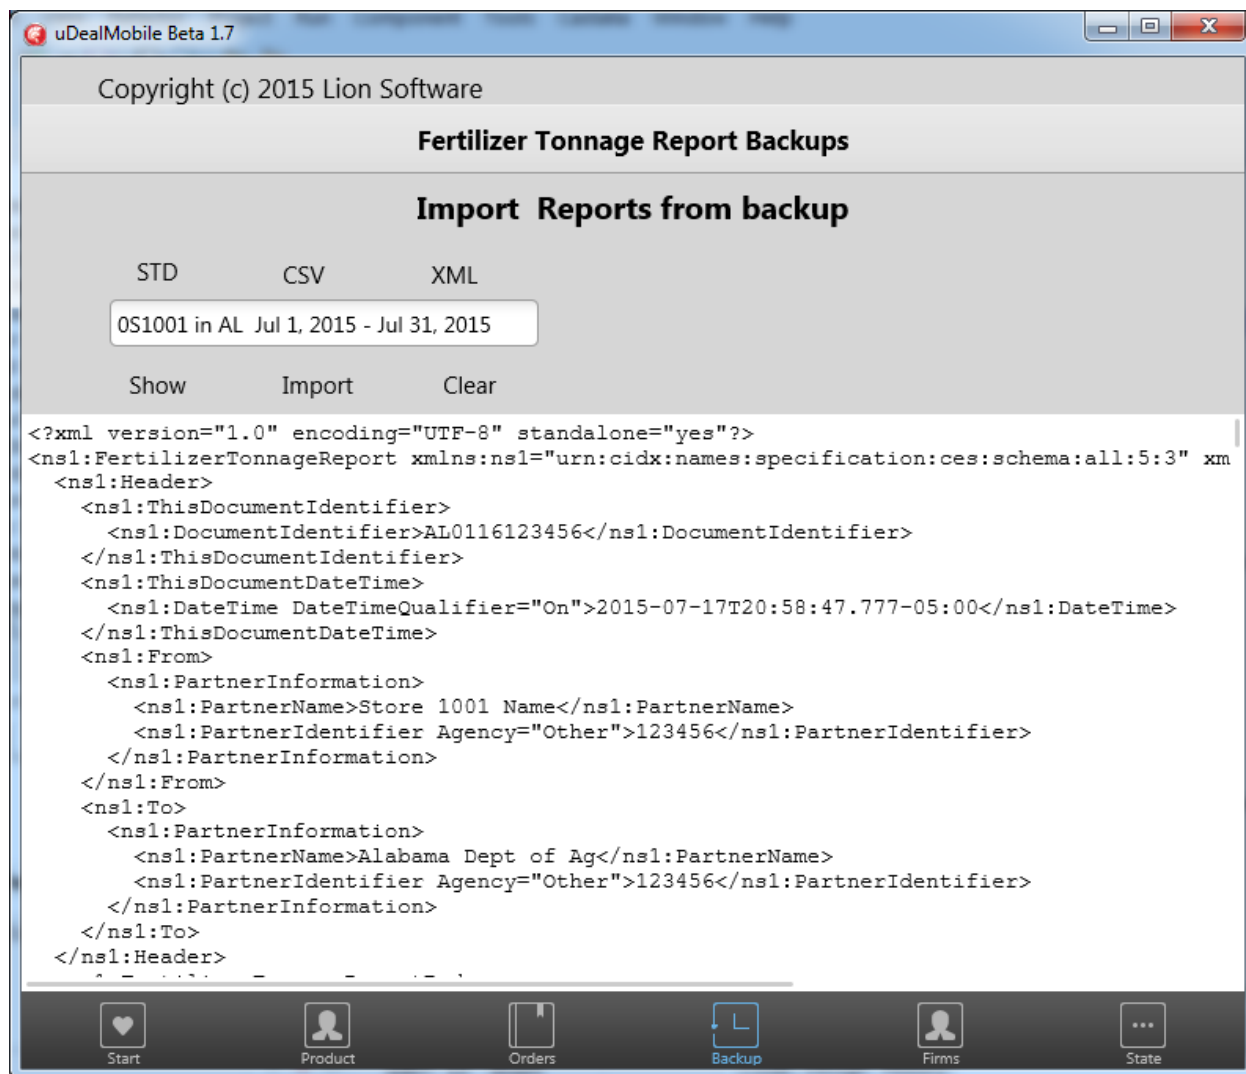 uDealMobile Beta 1.7
Copyright (c) 2015 Lion Software
Fertilizer Tonnage Report Backups
Import  Reports from backup
STD CSV XML
0S1001 in AL  Jul 1, 2015 - Jul 31, 2015
Show Import Clear
<?xml version="1.0" encoding="UTF-8" standalone="yes"?>
<ns1:FertilizerTonnageReport xmlns:ns1="urn:cidx:names:specification:ces:schema:all:5:3" xm
  <ns1:Header>
    <ns1:ThisDocumentIdentifier>
      <ns1:DocumentIdentifier>AL0116123456</ns1:DocumentIdentifier>
    </ns1:ThisDocumentIdentifier>
    <ns1:ThisDocumentDateTime>
      <ns1:DateTime DateTimeQualifier="On">2015-07-17T20:58:47.777-05:00</ns1:DateTime>
    </ns1:ThisDocumentDateTime>
    <ns1:From>
      <ns1:PartnerInformation>
        <ns1:PartnerName>Store 1001 Name</ns1:PartnerName>
        <ns1:PartnerIdentifier Agency="Other">123456</ns1:PartnerIdentifier>
      </ns1:PartnerInformation>
    </ns1:From>
    <ns1:To>
      <ns1:PartnerInformation>
        <ns1:PartnerName>Alabama Dept of Ag</ns1:PartnerName>
        <ns1:PartnerIdentifier Agency="Other">123456</ns1:PartnerIdentifier>
      </ns1:PartnerInformation>
    </ns1:To>
  </ns1:Header>
Start Product Orders Backup Firms State